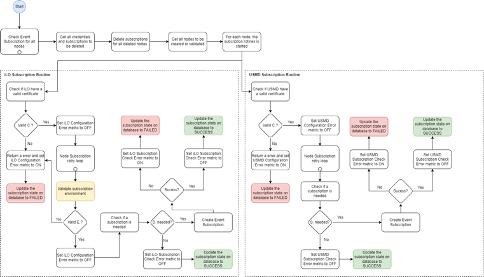 Start
Check Event
Subscription for all
nodes
Get all credentials
and subscriptions to
be deleted
Delete subscriptions
for all deleted nodes
Get all nodes to be
created or validated
For each node, the
subscription routines is
started
ILO Subscription Routine
Check if ILO have a
valid certificate
Valid C ?
Yes
No
Set ILO Configuration
Error metric to OFF
Return a error and set
ILO Configuration
Error metric to ON
Update the
subscription state on
database to FAILED
Node Subscription
retry loop
Validate subscription
environment
Valid E ?
No
Yes
Set ILO Configuration
Error metric to OFF
Check if a
subscription is
needed
S. needed?
Yes
No
Create Event
Subscription
Success?
No
Yes
Set ILO Subscription
Check Error metric to
ON
Update the
subscription state on
database to FAILED
Set ILO Subscription
Check Error metric to
OFF
Update the
subscription state on
database to
SUCCESS
Set ILO Subscription
Check Error metric to
OFF
Update the
subscription state on
database to
SUCCESS
USMD Subscription Routine
Check if USMD have
a valid certificate
Valid C ?
Yes
No
Set USMD
Configuration Error
metric to OFF
Return a error and set
USMD Configuration
Error metric to ON
Update the
subscription state on
database to FAILED
Node Subscription
retry loop
Check if a
subscription is
needed
S. needed?
Yes
No
Create Event
Subscription
Success?
No
Yes
Set USMD
Subscription Check
Error metric to ON
Update the
subscription state on
database to FAILED
Set USMD
Subscription Check
Error metric to OFF
Update the
subscription state on
database to
SUCCESS
Set USMD
Subscription Check
Error metric to OFF
Update the
subscription state on
database to
SUCCESS